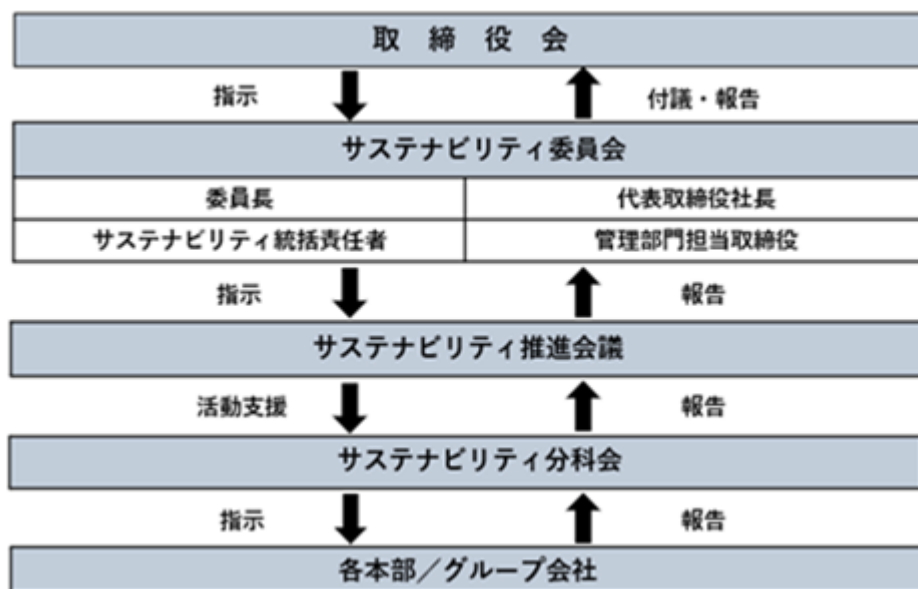 取締役会
指示 付議・報告
サステナビリティ委員会
委員長 代表取締役社長
サステナビリティ統括責任者 管理部門担当取締役
指示 報告
サステナビリティ推進会議
活動支援 報告
サステナビリティ分科会
指示 報告
各本部／グループ会社